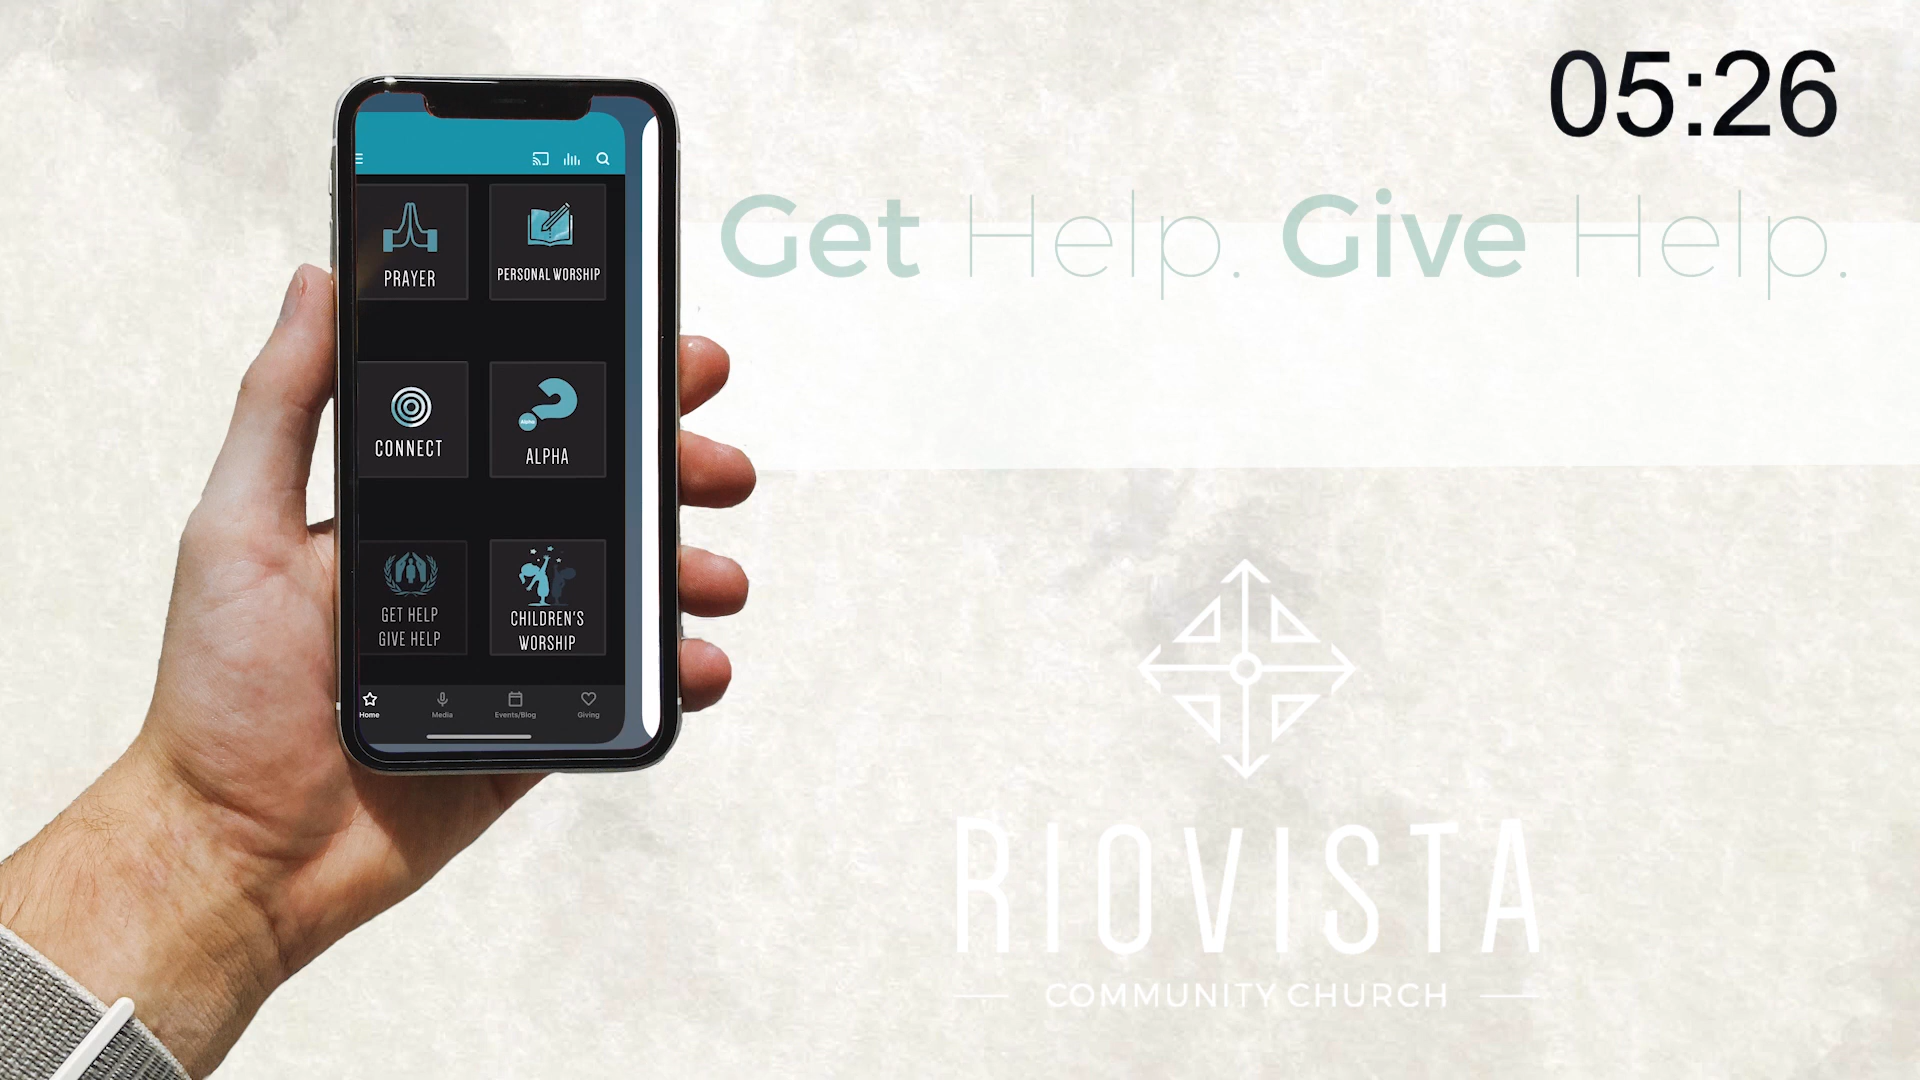 05:26
Get Help. Give Help.
PRAYER
PERSONAL WORSHIP
CONNECT
Alpha
ALPHA
GET HELP
GIVE HELP
CHILDREN'S
WORSHIP
Home
Media
Events/Blog
Giving
RIOVISTA
COMMUNITY CHURCH